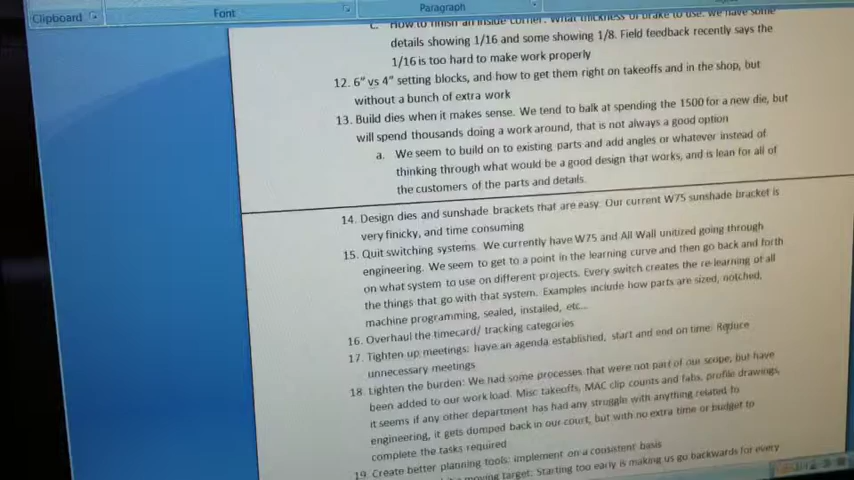 Clipboard
Font
Paragraph
c. How to finish an inside corner. What thickness of brake to use. We have some
details showing 1/16 and some showing 1/8. Field feedback recently says the
1/16 is too hard to make work properly
12. 6” vs 4” setting blocks, and how to get them right on takeoffs and in the shop, but
without a bunch of extra work
13. Build dies when it makes sense. We tend to balk at spending the 1500 for a new die, but
will spend thousands doing a work around, that is not always a good option
a. We seem to build on to existing parts and add angles or whatever instead of
thinking through what would be a good design that works, and is lean for all of
the customers of the parts and details.
14. Design dies and sunshade brackets that are easy. Our current W75 sunshade bracket is
very finicky, and time consuming
15. Quit switching systems. We currently have W75 and All Wall unitized going through
engineering. We seem to get to a point in the learning curve and then go back and forth
on what system to use on different projects. Every switch creates the re-learning of all
the things that go with that system. Examples include how parts are sized, notched,
machine programming, sealed, installed, etc...
16. Overhaul the timecard/ tracking categories
17. Tighten up meetings: have an agenda established, start and end on time. Reduce
unnecessary meetings
18. Lighten the burden: We had some processes that were not part of our scope, but have
been added to our work load. Misc takeoffs, MAC clip counts and fabs, profile drawings,
it seems if any other department has had any struggle with anything related to
engineering, it gets dumped back in our court, but with no extra time or budget to
complete the tasks required
19. Create better planning tools: implement on a consistent basis
moving target: Starting too early is making us go backwards for every